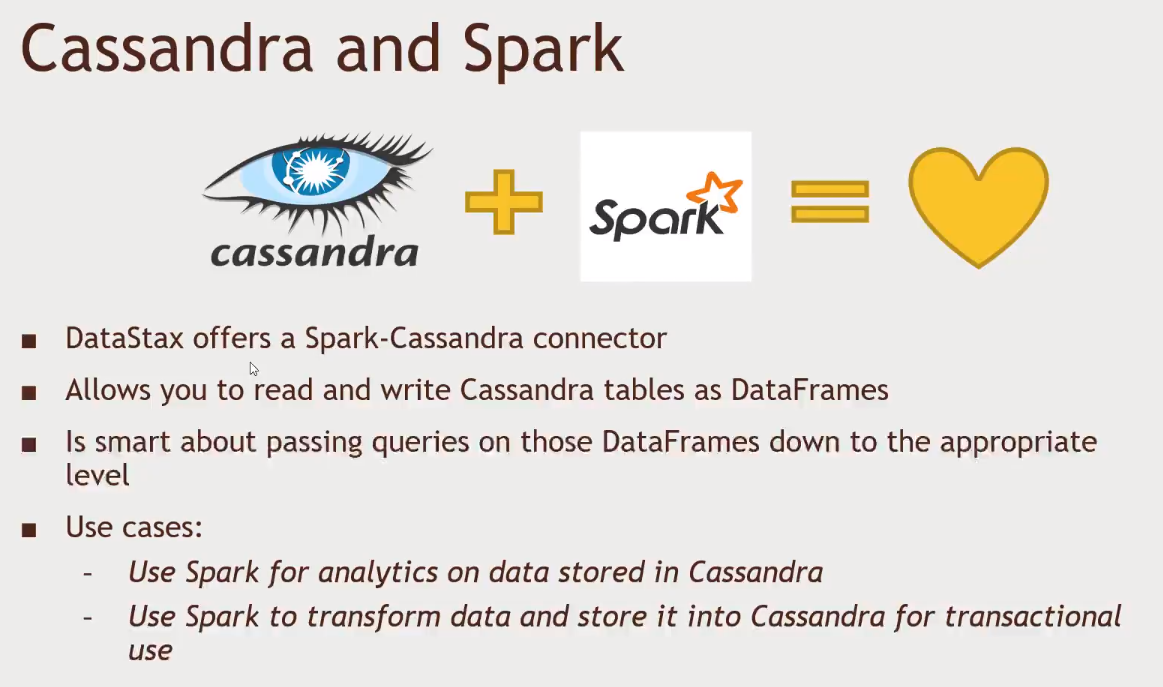 Cassandra and Spark
cassandra
Spark
■ DataStax offers a Spark-Cassandra connector
■ Allows you to read and write Cassandra tables as DataFrames
■ Is smart about passing queries on those DataFrames down to the appropriate
level
■ Use cases:
– Use Spark for analytics on data stored in Cassandra
– Use Spark to transform data and store it into Cassandra for transactional
use